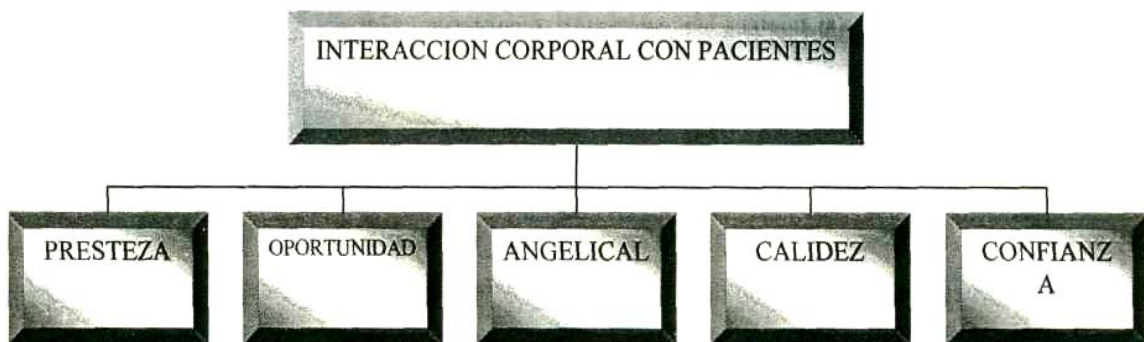 INTERACCION CORPORAL CON PACIENTES
PRESTEZA
OPORTUNIDAD
ANGELICAL
CALIDEZ
CONFIANZ
A